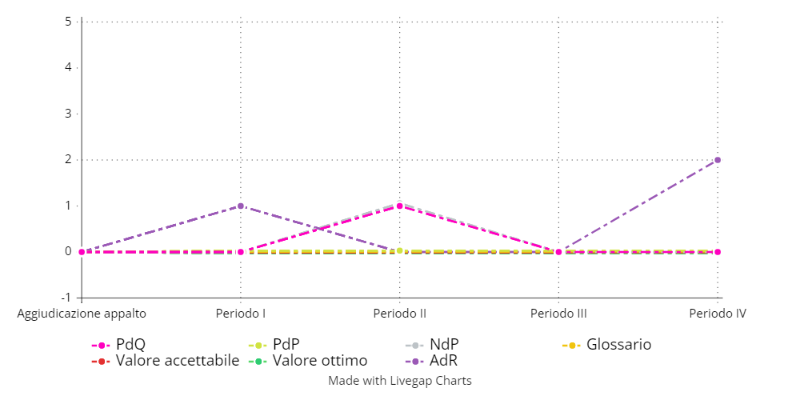 5
4
3
2
1
0
-1
Aggiudicazione appalto Periodo I Periodo II Periodo III Periodo IV
PdQ PdP NdP Glossario
Valore accettabile Valore ottimo AdR
Made with Livegap Charts